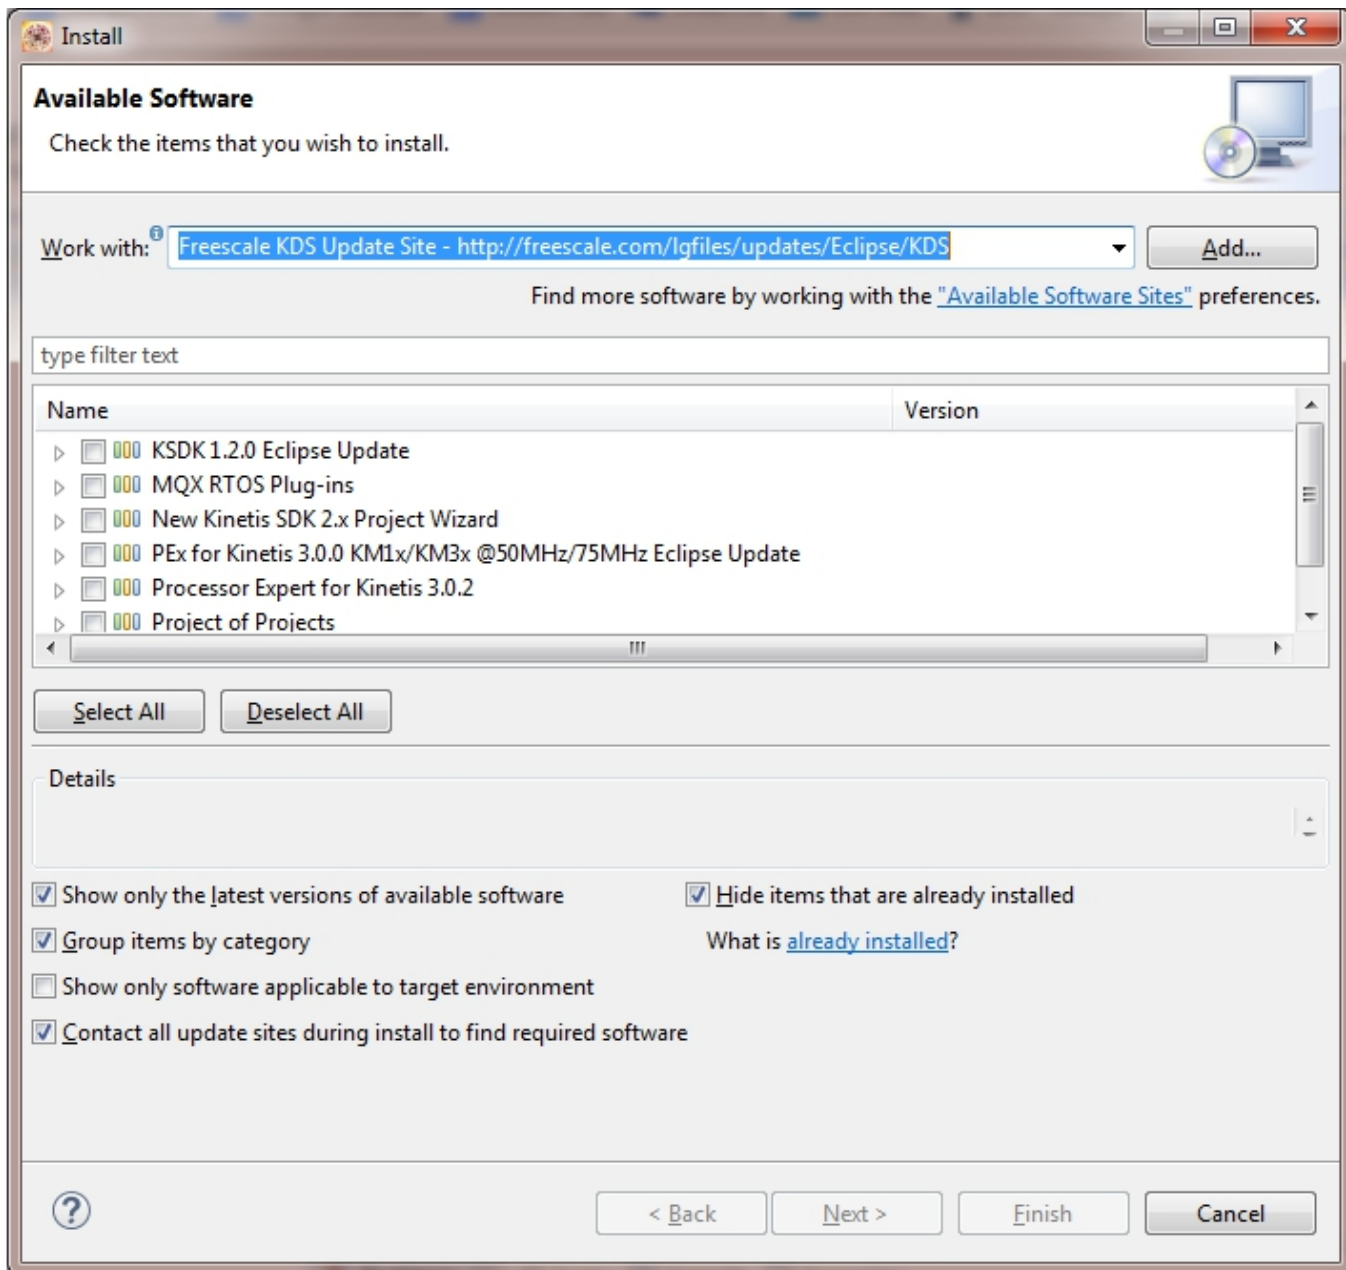 Install
Available Software
Check the items that you wish to install.
Work with: Freescale KDS Update Site - http://freescale.com/lgfiles/updates/Eclipse/KDS Add...
Find more software by working with the "Available Software Sites" preferences.
type filter text
Name Version
KSDK 1.2.0 Eclipse Update
MQX RTOS Plug-ins
New Kinetis SDK 2.x Project Wizard
PEx for Kinetis 3.0.0 KM1x/KM3x @50MHz/75MHz Eclipse Update
Processor Expert for Kinetis 3.0.2
Project of Projects
Select All Deselect All
Details
Show only the latest versions of available software Hide items that are already installed
Group items by category What is already installed?
Show only software applicable to target environment
Contact all update sites during install to find required software
< Back Next > Finish Cancel